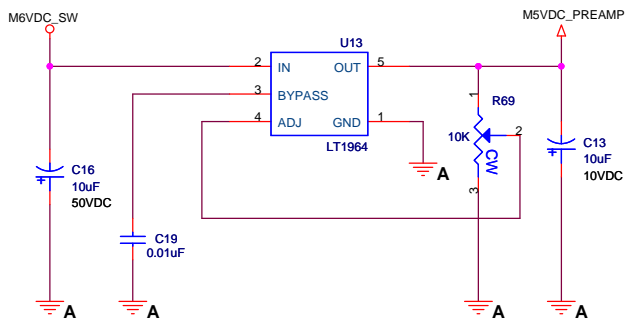 M6VDC_SW
M5VDC_PREAMP
U13
2
IN
OUT
5
3
BYPASS
4
ADJ
GND
1
LT1964
A
1
R69
10K
2
CW
3
C13
10uF
10VDC
C16
10uF
50VDC
+
+
C19
0.01uF
A
A
A
A